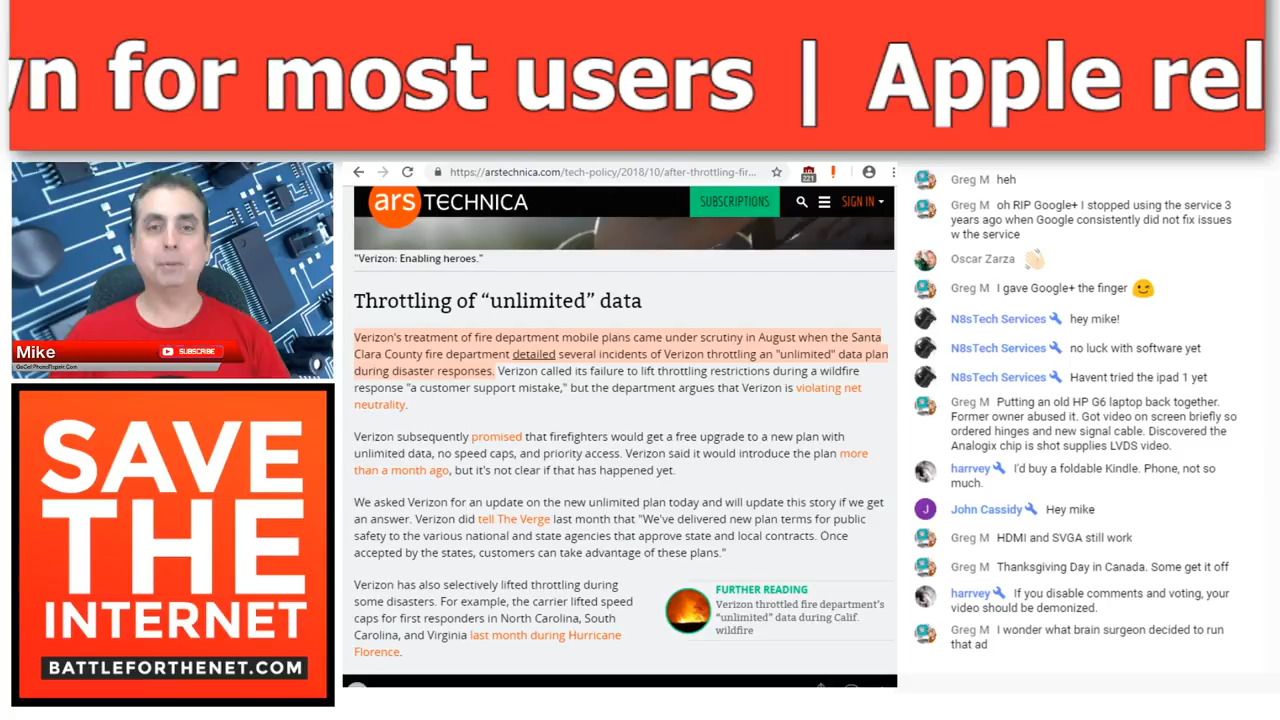 wn for most users | Apple rel
Mike
SUBSCRIBE
GoCellPhoneRepair.Com
SAVE
THE
INTERNET
BATTLEFORTHENET.COM
https://arstechnica.com/tech-policy/2018/10/after-throttling-fir...
221
ars TECHNICA
SUBSCRIPTIONS
SIGN IN
"Verizon: Enabling heroes."
Throttling of “unlimited” data
Verizon's treatment of fire department mobile plans came under scrutiny in August when the Santa
Clara County fire department detailed several incidents of Verizon throttling an "unlimited" data plan
during disaster responses. Verizon called its failure to lift throttling restrictions during a wildfire
response "a customer support mistake," but the department argues that Verizon is violating net
neutrality.
Verizon subsequently promised that firefighters would get a free upgrade to a new plan with
unlimited data, no speed caps, and priority access. Verizon said it would introduce the plan more
than a month ago, but it's not clear if that has happened yet.
We asked Verizon for an update on the new unlimited plan today and will update this story if we get
an answer. Verizon did tell The Verge last month that "We've delivered new plan terms for public
safety to the various national and state agencies that approve state and local contracts. Once
accepted by the states, customers can take advantage of these plans."
Verizon has also selectively lifted throttling during
some disasters. For example, the carrier lifted speed
caps for first responders in North Carolina, South
Carolina, and Virginia last month during Hurricane
Florence.
FURTHER READING
Verizon throttled fire department’s
“unlimited” data during Calif.
wildfire
Greg M heh
Greg M oh RIP Google+ I stopped using the service 3
years ago when Google consistently did not fix issues
w the service
Oscar Zarza
Greg M I gave Google+ the finger
N8sTech Services hey mike!
N8sTech Services no luck with software yet
N8sTech Services Havent tried the ipad 1 yet
Greg M Putting an old HP G6 laptop back together.
Former owner abused it. Got video on screen briefly so
ordered hinges and new signal cable. Discovered the
Analogix chip is shot supplies LVDS video.
harrvey I'd buy a foldable Kindle. Phone, not so
much.
J
John Cassidy Hey mike
Greg M HDMI and SVGA still work
Greg M Thanksgiving Day in Canada. Some get it off
harrvey If you disable comments and voting, your
video should be demonized.
Greg M I wonder what brain surgeon decided to run
that ad